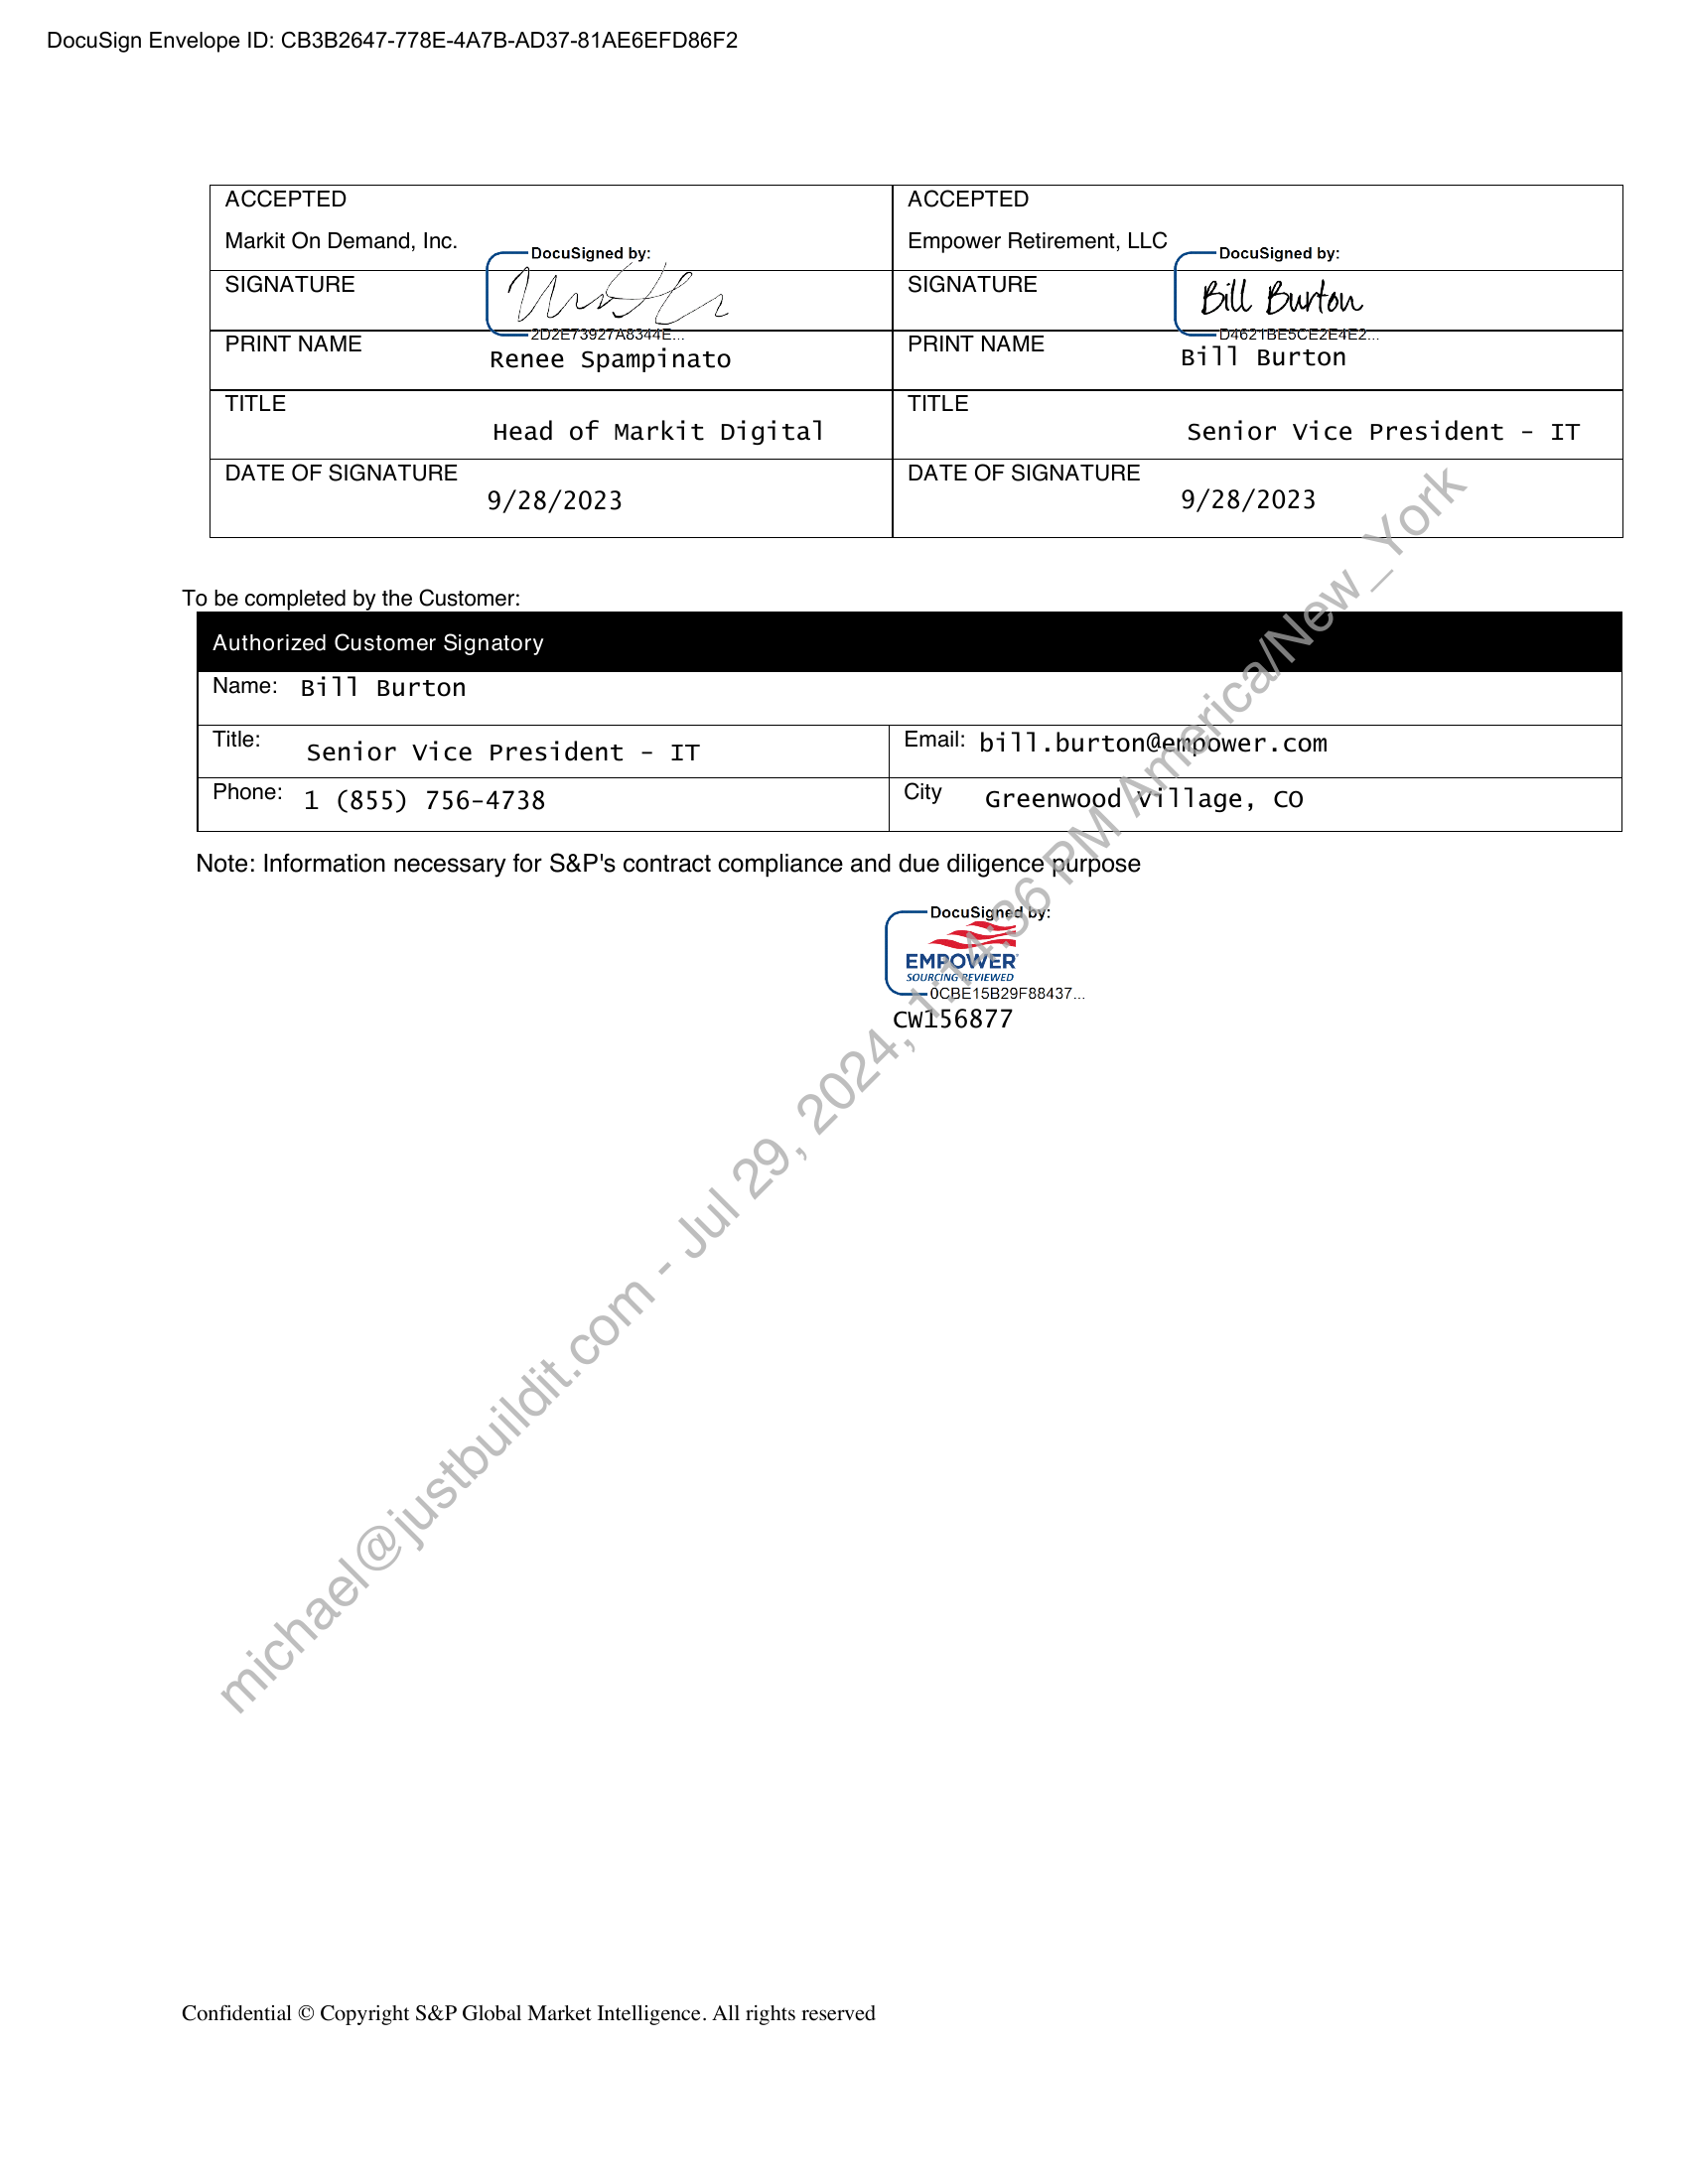 DocuSign Envelope ID: CB3B2647-778E-4A7B-AD37-81AE6EFD86F2
ACCEPTED
Markit On Demand, Inc.
DocuSigned by:
SIGNATURE
2D2E73927A8344E...
PRINT NAME
Renee Spampinato
TITLE
Head of Markit Digital
DATE OF SIGNATURE
9/28/2023
ACCEPTED
Empower Retirement, LLC
DocuSigned by:
SIGNATURE
Bill Burton
D4621BE5CE2E4E2...
PRINT NAME
Bill Burton
TITLE
Senior Vice President - IT
DATE OF SIGNATURE
9/28/2023
To be completed by the Customer:
Authorized Customer Signatory
Name: Bill Burton
Title: Senior Vice President - IT
Email: bill.burton@empower.com
Phone: 1 (855) 756-4738
City Greenwood Village, CO
Note: Information necessary for S&P's contract compliance and due diligence purpose
DocuSigned by:
EMPOWER
SOURCING REVIEWED
0CBE15B29F88437...
CW156877
michael@justbuildit.com - Jul 29, 2024, 1:14:36 PM America/New_York
Confidential © Copyright S&P Global Market Intelligence. All rights reserved